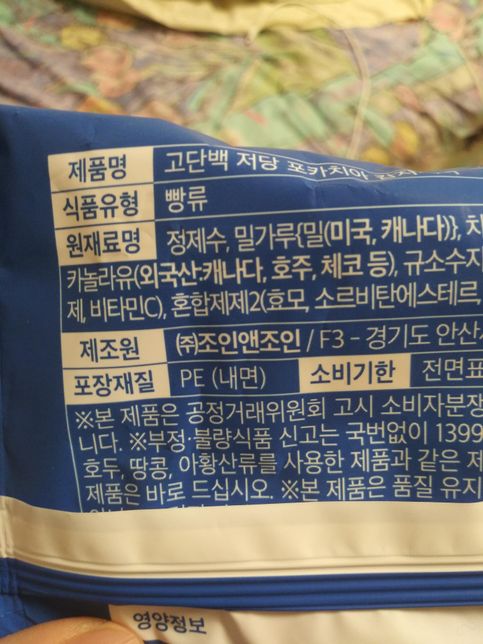 제품명 고단백 저당 포카치아
식품유형 빵류
원재료명 정제수, 밀가루{밀(미국, 캐나다)}, 치
카놀라유(외국산:캐나다, 호주, 체코 등), 규소수지
제, 비타민C), 혼합제제2(효모, 소르비탄에스테르,
제조원 ㈜조인앤조인 / F3 - 경기도 안산시
포장재질 PE (내면) 소비기한 전면표
※본 제품은 공정거래위원회 고시 소비자분쟁
니다. ※부정·불량식품 신고는 국번없이 1399
호두, 땅콩, 아황산류를 사용한 제품과 같은 제
제품은 바로 드십시오. ※본 제품은 품질 유지
영양정보